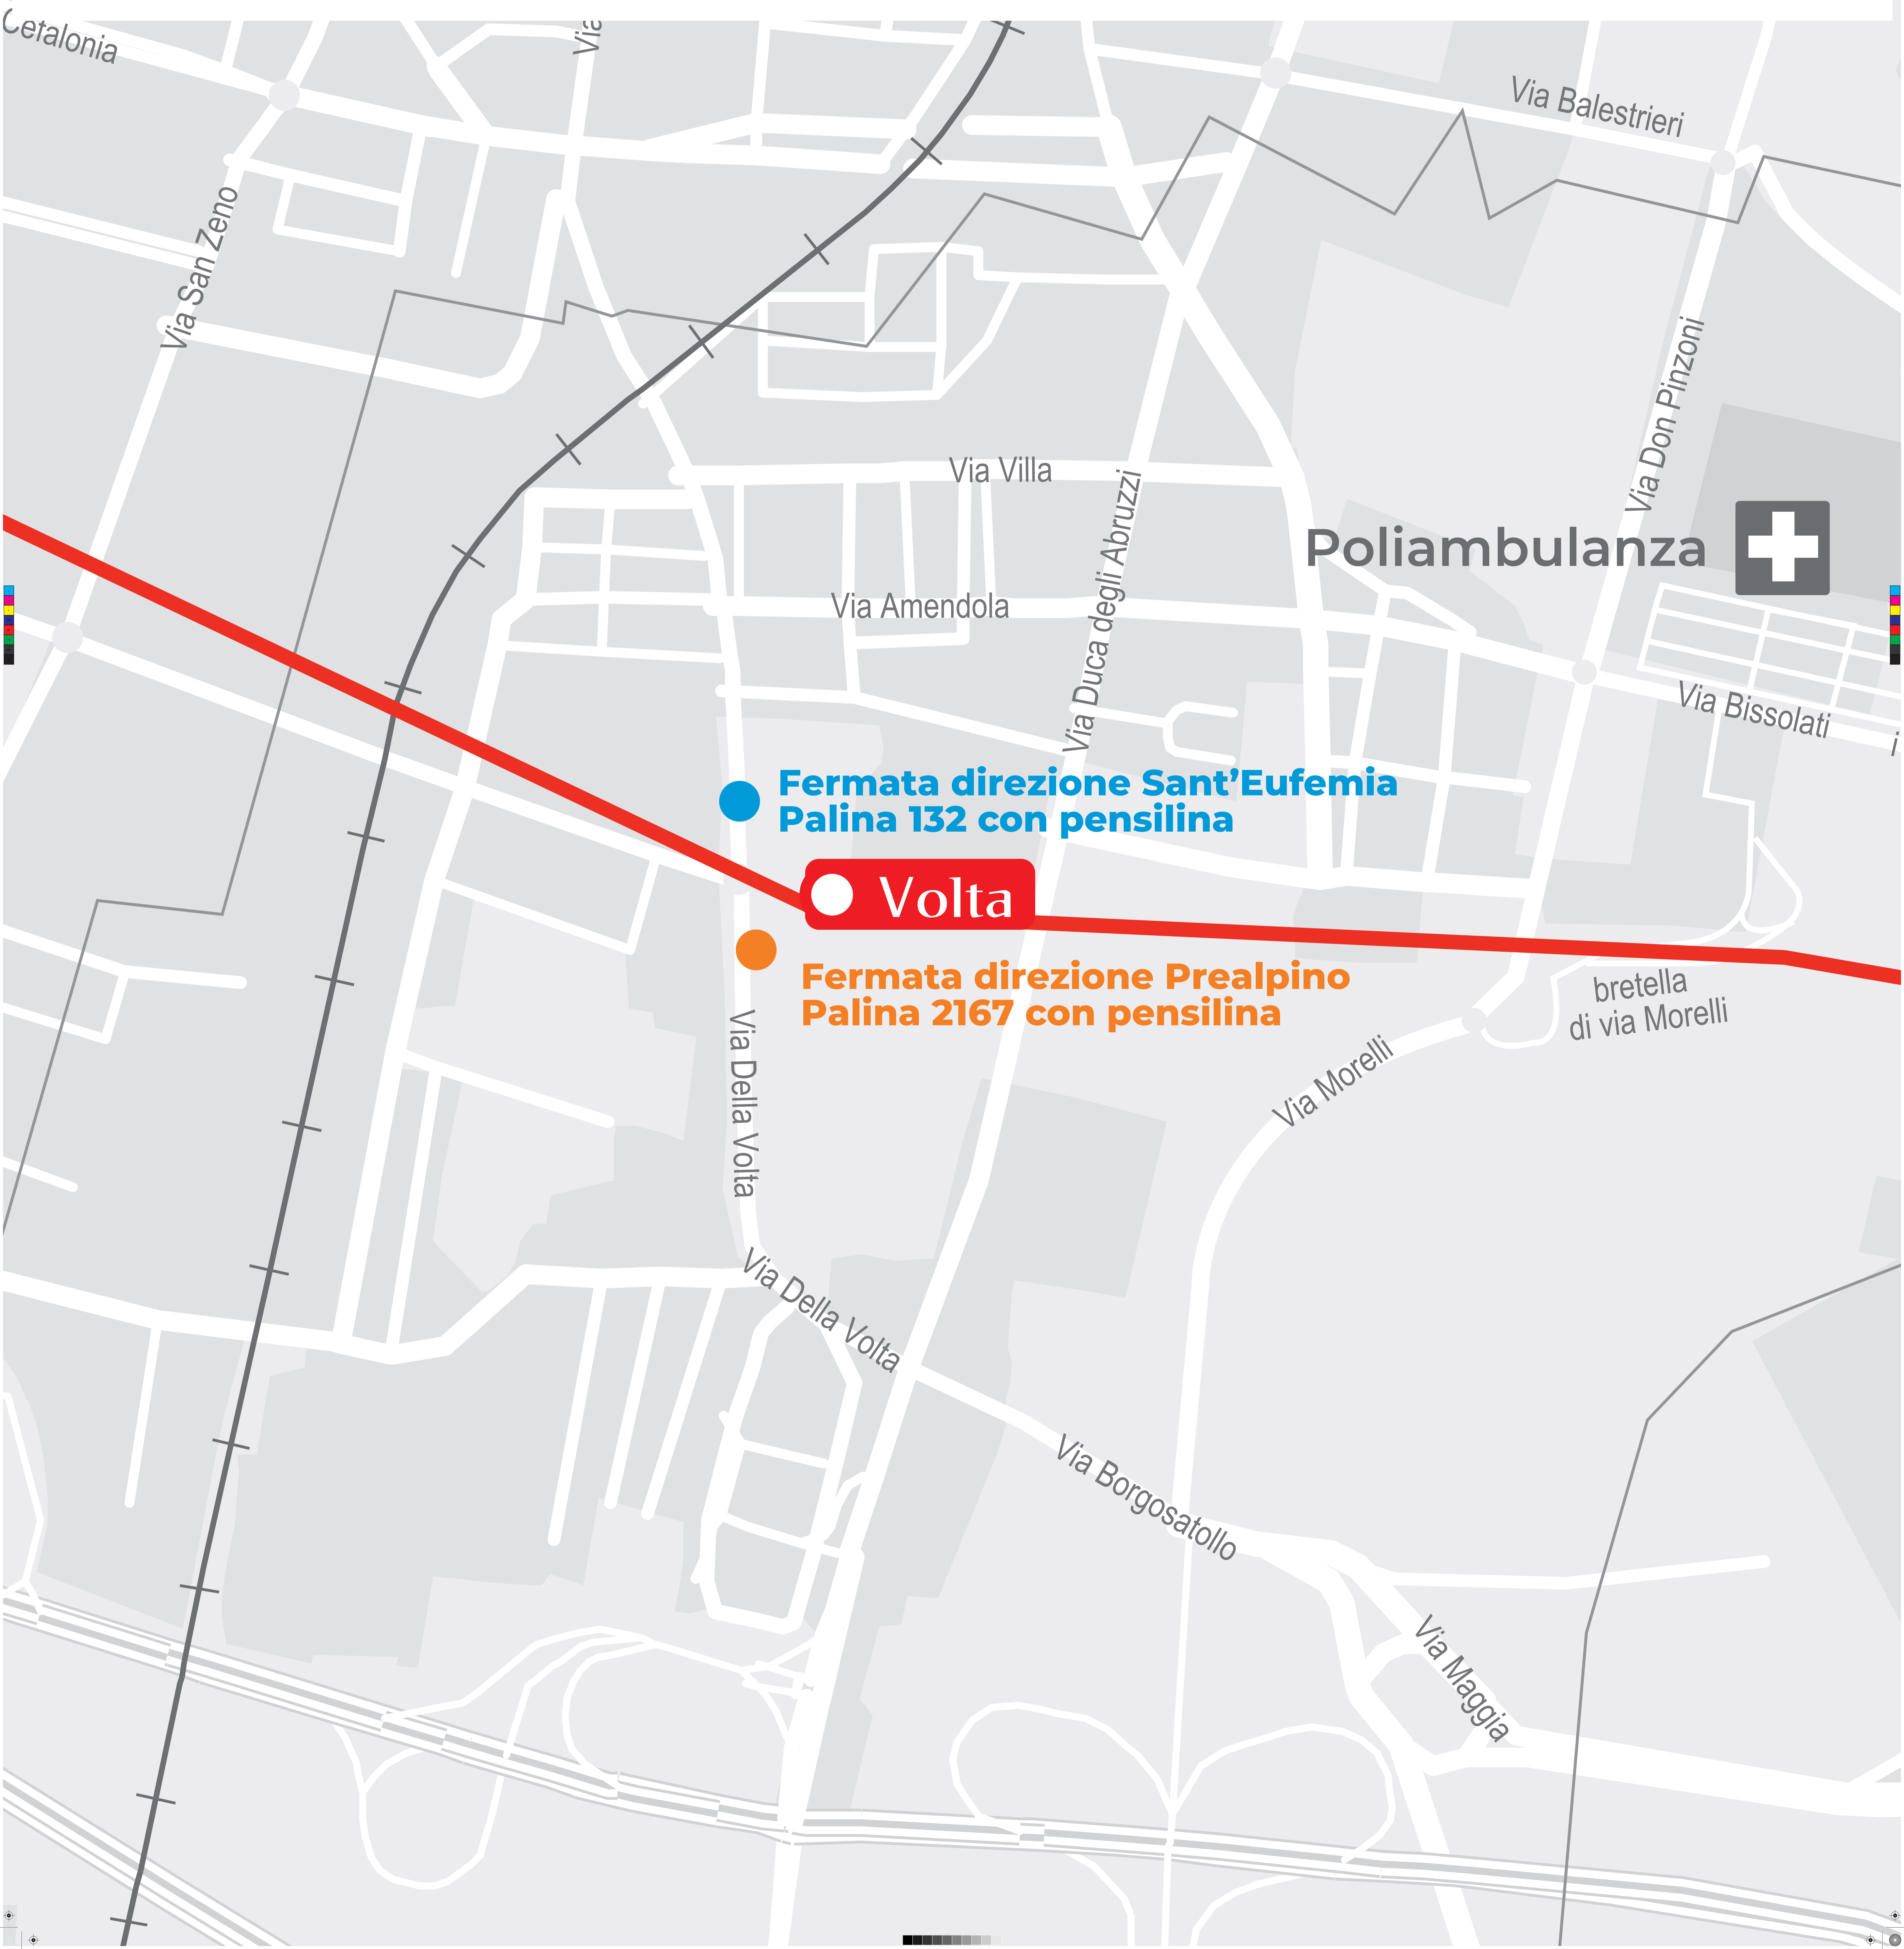 Cefalonia
Via
Via Balestrieri
Via San Zeno
Via Don Pinzoni
Via Villa
Via Duca degli Abruzzi
Poliambulanza
Via Amendola
Via Bissolati
i
Fermata direzione Sant'Eufemia
Palina 132 con pensilina
Volta
Fermata direzione Prealpino
Palina 2167 con pensilina
bretella
di via Morelli
Via Morelli
Via Della Volta
Via Della Volta
Via Borgosatollo
Via Maggia